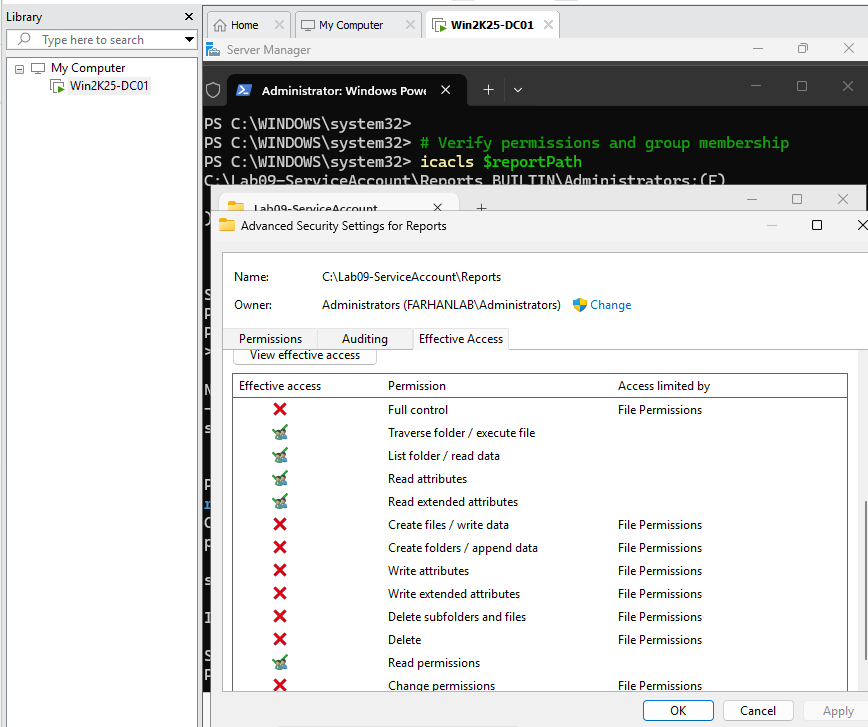 Library
Type here to search
My Computer
Win2K25-DC01
Home
My Computer
Win2K25-DC01
Server Manager
Administrator: Windows Powe
PS C:\WINDOWS\system32>
PS C:\WINDOWS\system32> # Verify permissions and group membership
PS C:\WINDOWS\system32> icacls $reportPath
C:\Lab09-ServiceAccount\Reports BUILTIN\Administrators:(F)
Lab09-ServiceAccount
Advanced Security Settings for Reports
Name: C:\Lab09-ServiceAccount\Reports
Owner: Administrators (FARHANLAB\Administrators) Change
Permissions Auditing Effective Access
View effective access
Effective access Permission Access limited by
Full control File Permissions
Traverse folder / execute file
List folder / read data
Read attributes
Read extended attributes
Create files / write data File Permissions
Create folders / append data File Permissions
Write attributes File Permissions
Write extended attributes File Permissions
Delete subfolders and files File Permissions
Delete File Permissions
Read permissions
Change permissions File Permissions
OK Cancel Apply